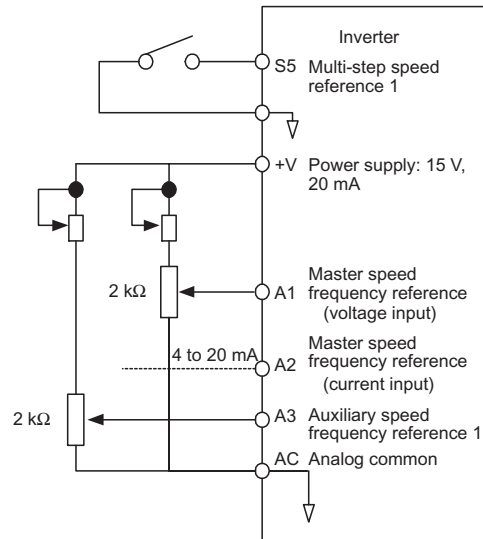 Inverter
S5 Multi-step speed
reference 1
+V Power supply: 15 V,
20 mA
2 kΩ
A1 Master speed
frequency reference
(voltage input)
4 to 20 mA
A2 Master speed
frequency reference
(current input)
2 kΩ
A3 Auxiliary speed
frequency reference 1
AC Analog common